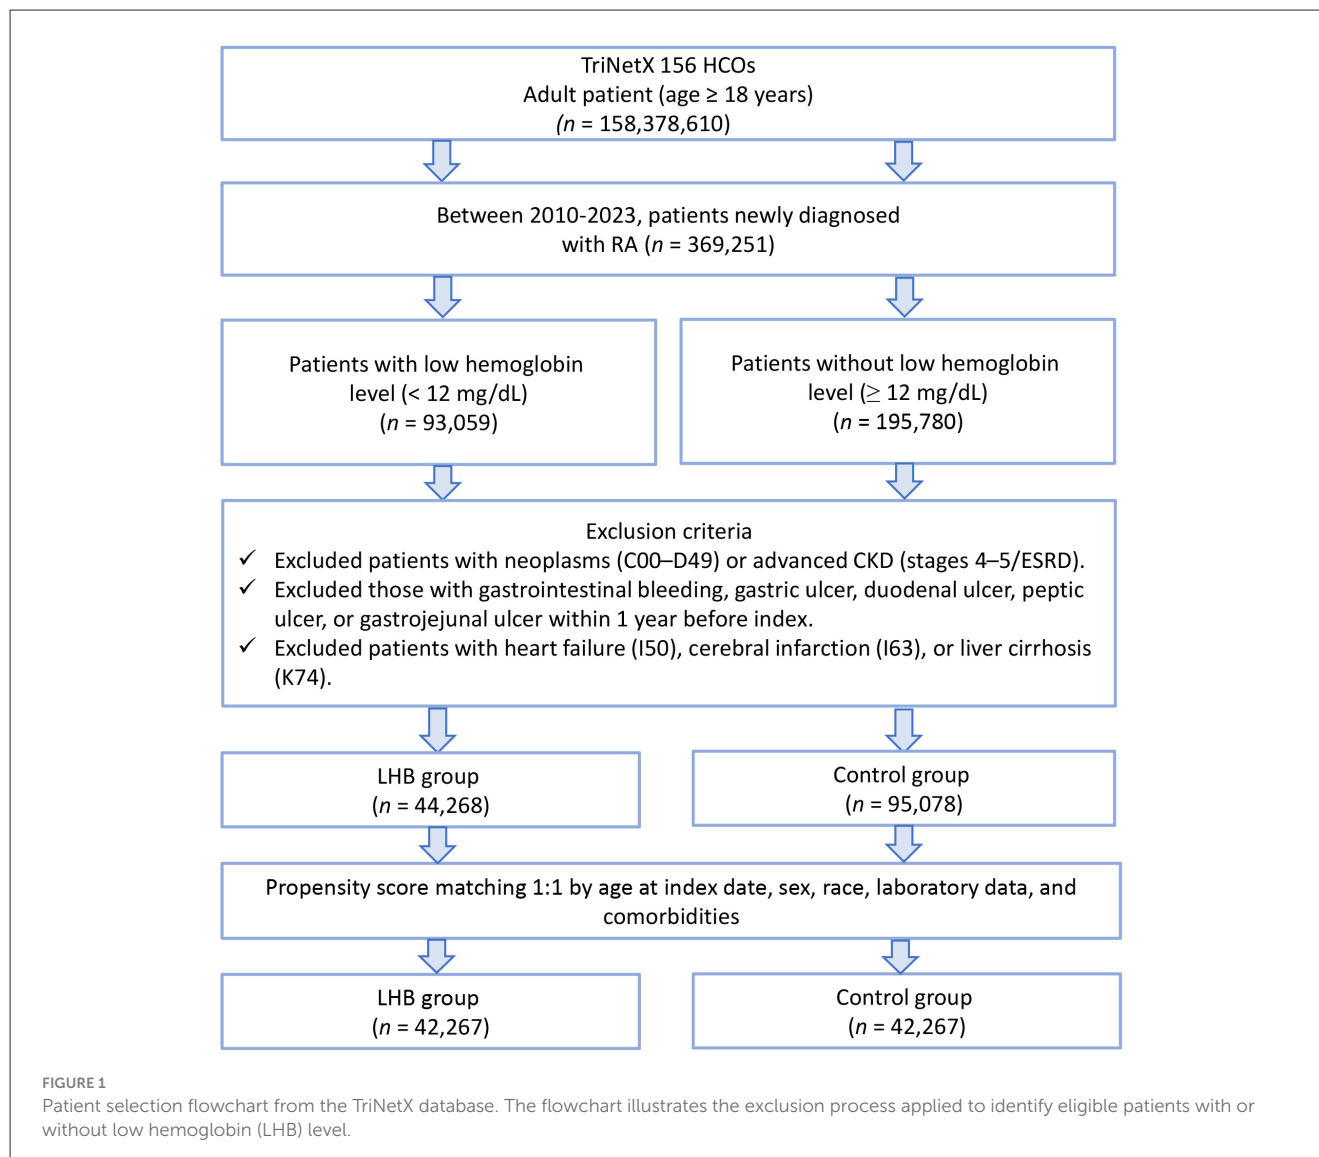 TriNetX 156 HCOs
Adult patient (age ≥ 18 years)
(n = 158,378,610)
Between 2010-2023, patients newly diagnosed
with RA (n = 369,251)
Patients with low hemoglobin
level (< 12 mg/dL)
(n = 93,059)
Patients without low hemoglobin
level (≥ 12 mg/dL)
(n = 195,780)
Exclusion criteria
✓ Excluded patients with neoplasms (C00–D49) or advanced CKD (stages 4–5/ESRD).
✓ Excluded those with gastrointestinal bleeding, gastric ulcer, duodenal ulcer, peptic
ulcer, or gastrojejunal ulcer within 1 year before index.
✓ Excluded patients with heart failure (I50), cerebral infarction (I63), or liver cirrhosis
(K74).
LHB group
(n = 44,268)
Control group
(n = 95,078)
Propensity score matching 1:1 by age at index date, sex, race, laboratory data, and
comorbidities
LHB group
(n = 42,267)
Control group
(n = 42,267)
FIGURE 1
Patient selection flowchart from the TriNetX database. The flowchart illustrates the exclusion process applied to identify eligible patients with or
without low hemoglobin (LHB) level.